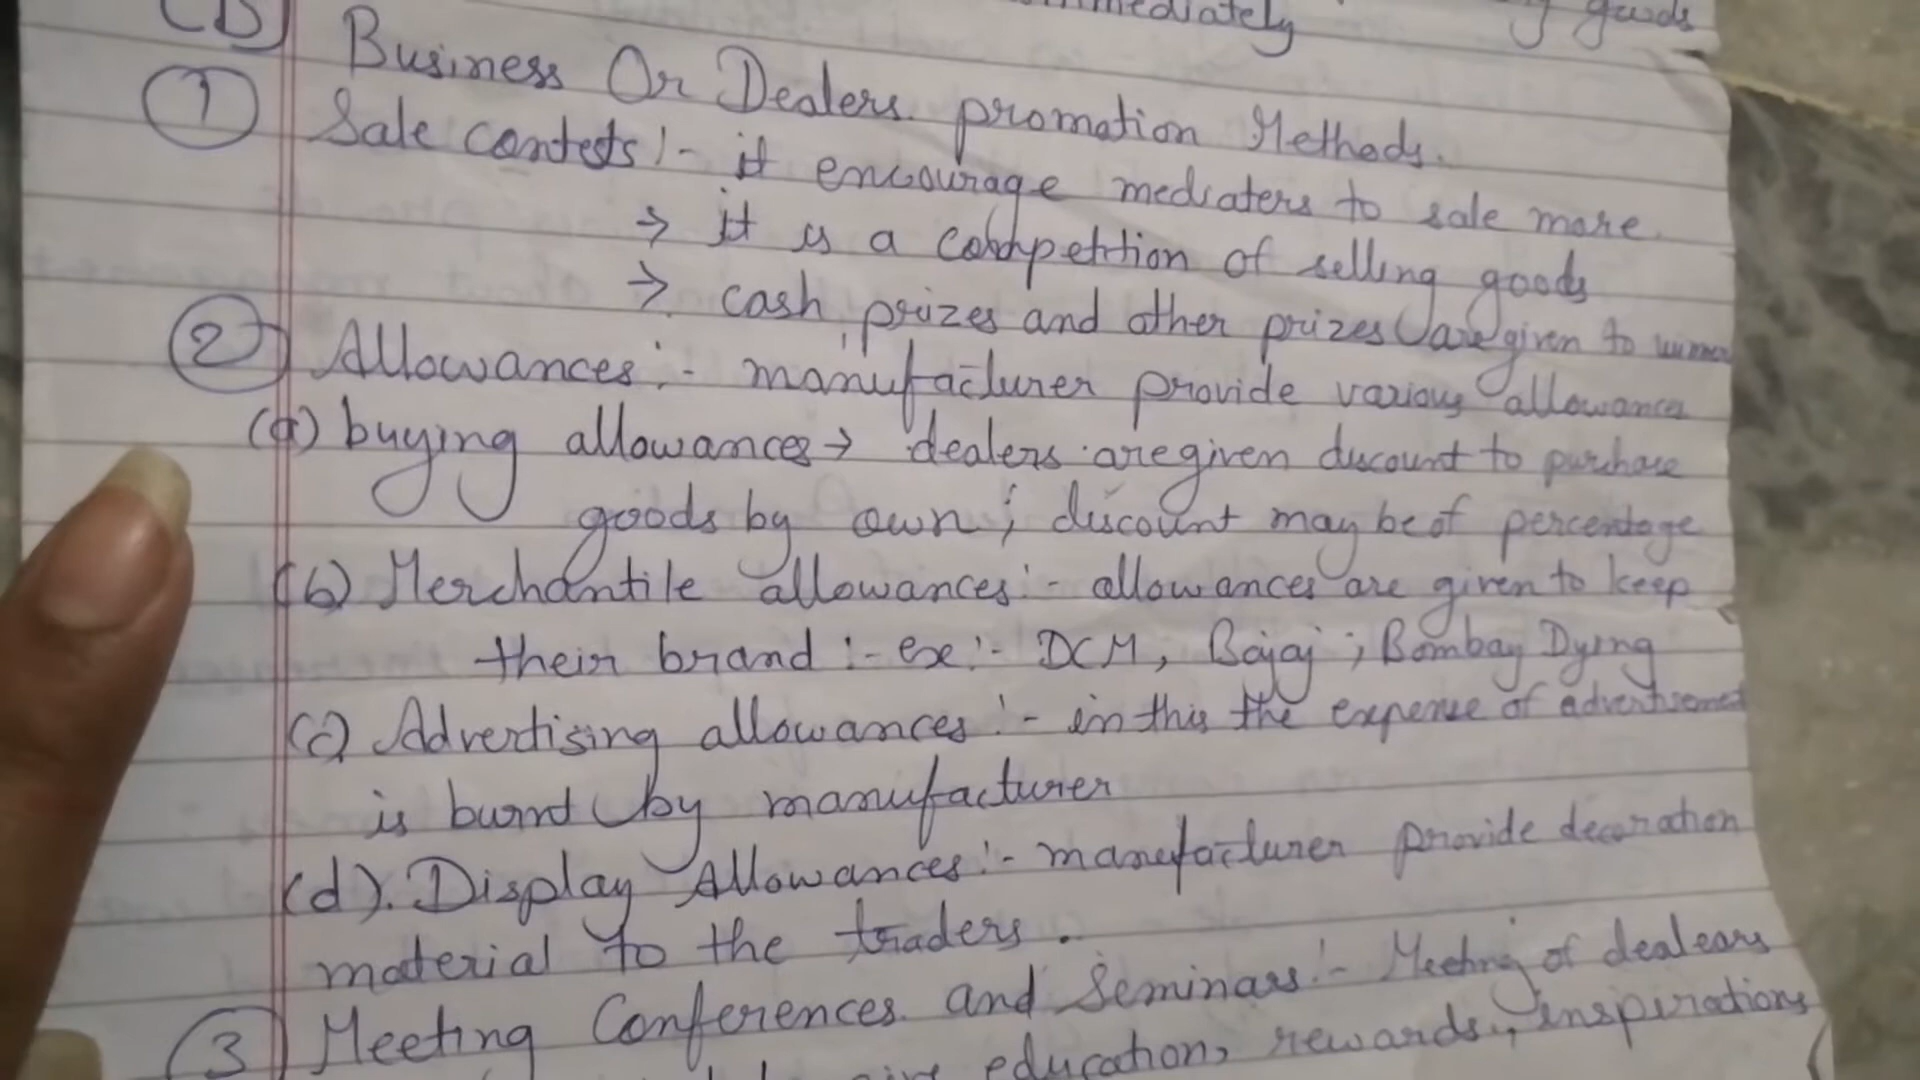 mmediately goods
(B) Business Or Dealers promotion Methods.
① Sale contests :- it encourage mediaters to sale more
→ it is a competition of selling goods
→ cash prizes and other prizes are given to winner
② Allowances :- manufacturer provide various allowances
(a) buying allowances → dealers are given discount to purchase
goods by own ; discount may be of percentage
(b) Merchantile allowances :- allowances are given to keep
their brand :- ex :- DCM, Bajaj ; Bombay Dying
(c) Advertising allowances :- in this the expense of advertisement
is burnt by manufacturer
(d). Display Allowances :- manufacturer provide decoration
material to the traders .
③ Meeting Conferences and Seminars :- Meeting of dealears
give education, rewards, inspirations